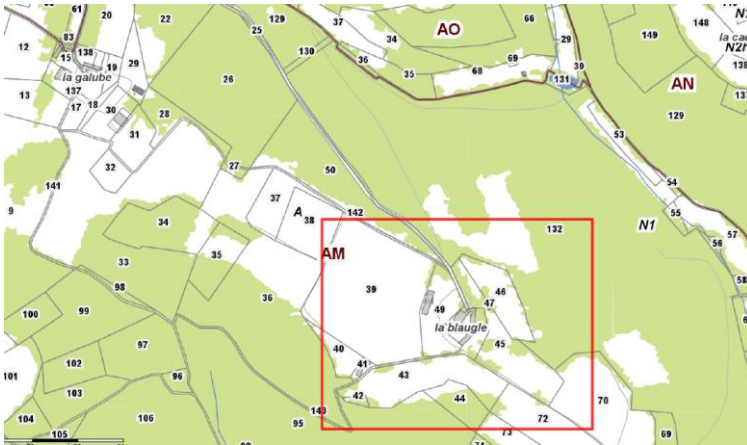 61 20 22 129 37 34 AO 66 29 148
12 83 138 25 130 36 35 69 68 30 149 la ca
15 19 29 131 N2
la galube 26 AN 138
13 137 18 30 28 53 129
17 31
32 27 50 54
141 37 142 55 57
9 34 A 38 132 N1 56
33 35 AM 46 58
98 36 39 49 47
100 99 la blaugle
97 40 45
101 102 41 43 70
103 96 42 44
104 106 95 143 72
105 73 69